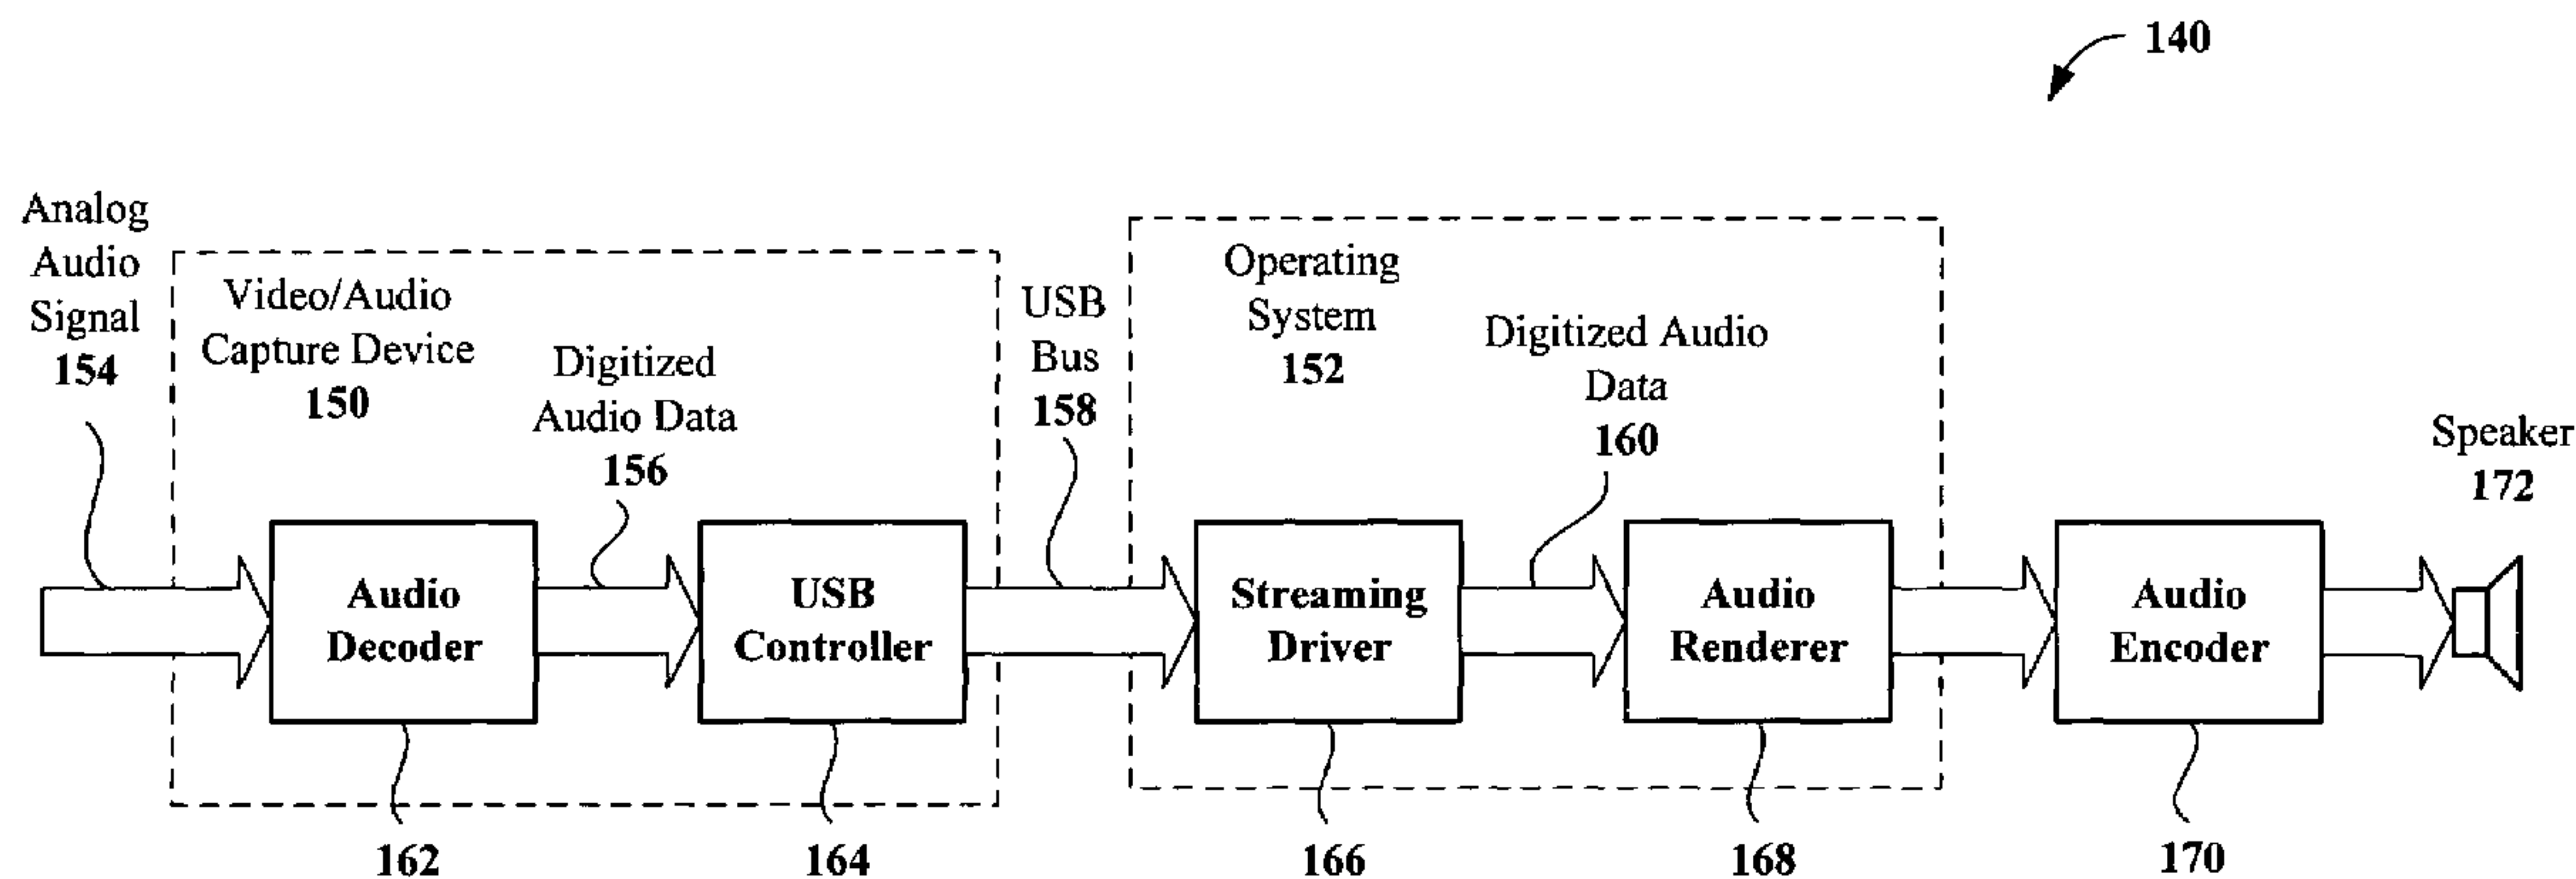 140
Analog
Audio
Signal
154
Video/Audio
Capture Device
150
Digitized
Audio Data
156
USB
Bus
158
Operating
System
152
Digitized Audio
Data
160
Speaker
172
Audio
Decoder
USB
Controller
Streaming
Driver
Audio
Renderer
Audio
Encoder
162
164
166
168
170